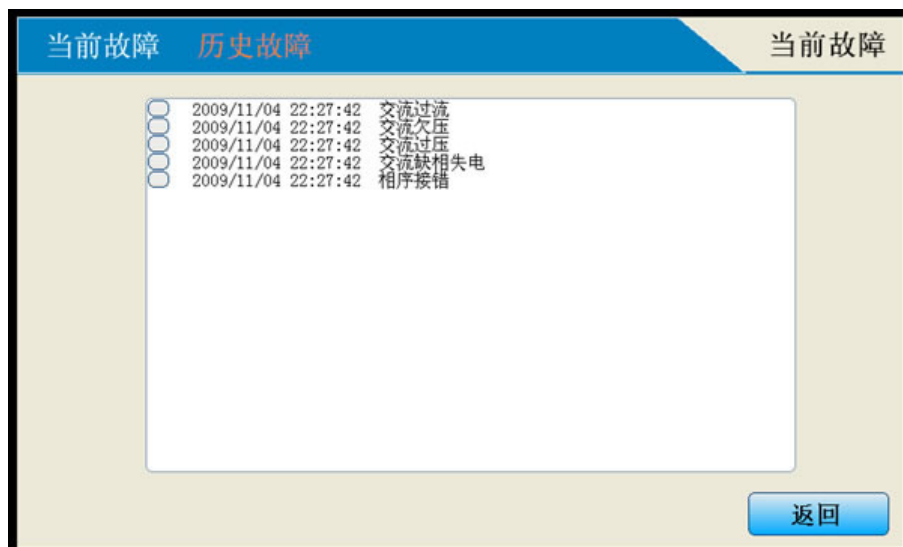 当前故障 历史故障 当前故障
2009/11/04 22:27:42 交流过流
2009/11/04 22:27:42 交流欠压
2009/11/04 22:27:42 交流过压
2009/11/04 22:27:42 交流缺相失电
2009/11/04 22:27:42 相序接错
返回